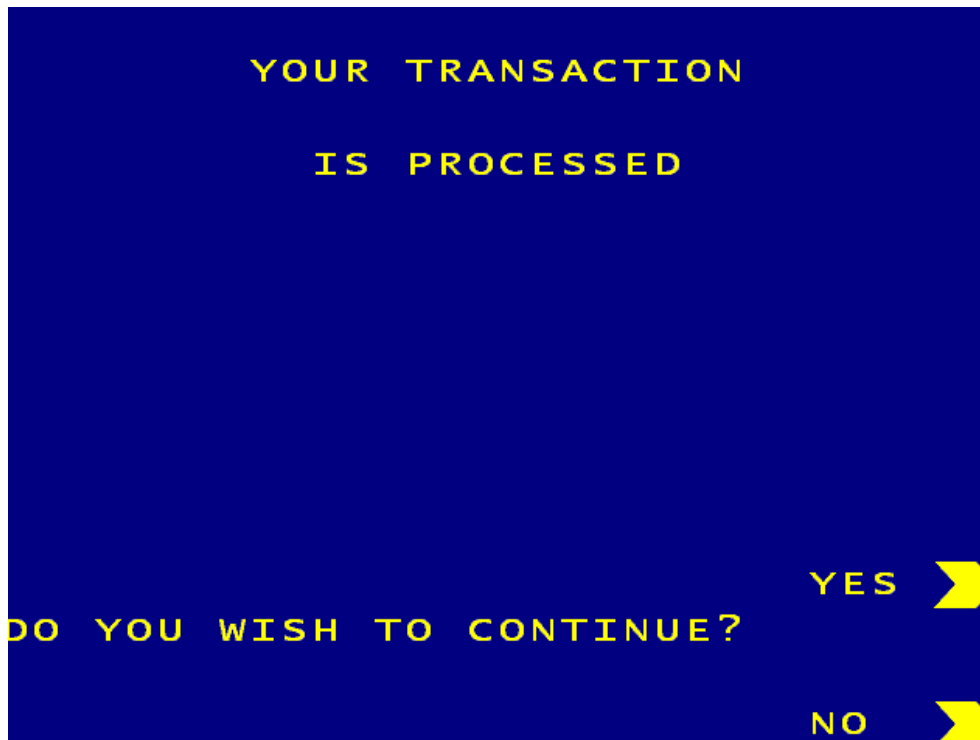 YOUR TRANSACTION
IS PROCESSED
YES
DO YOU WISH TO CONTINUE?
NO